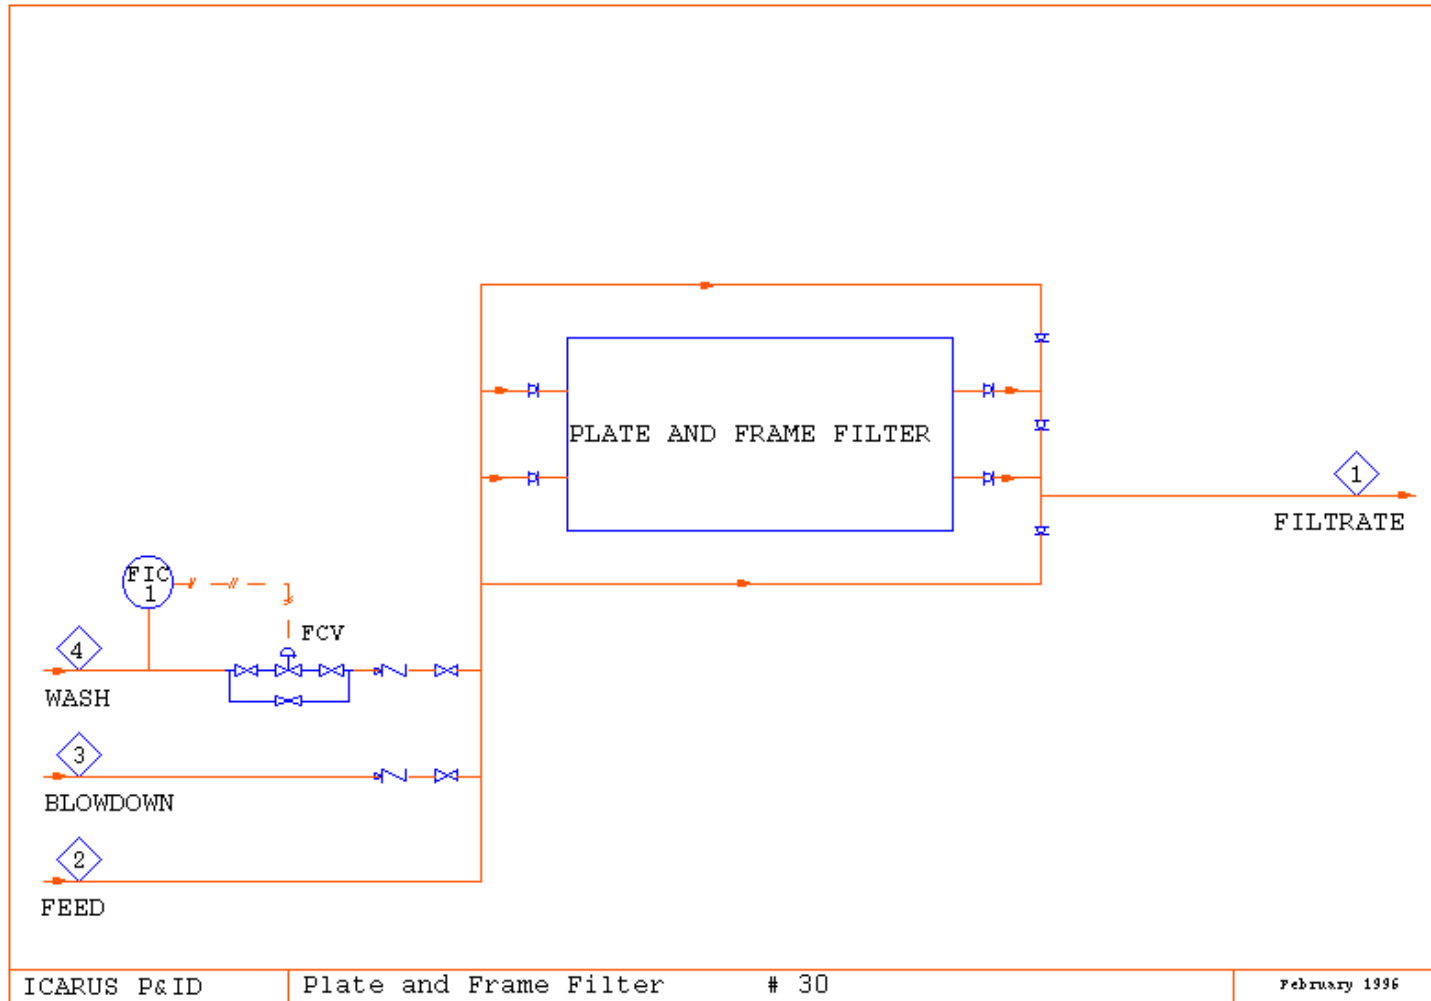 PLATE AND FRAME FILTER
1
FILTRATE
FIC
1
FCV
4
WASH
3
BLOWDOWN
2
FEED
ICARUS P&ID
Plate and Frame Filter # 30
February 1996